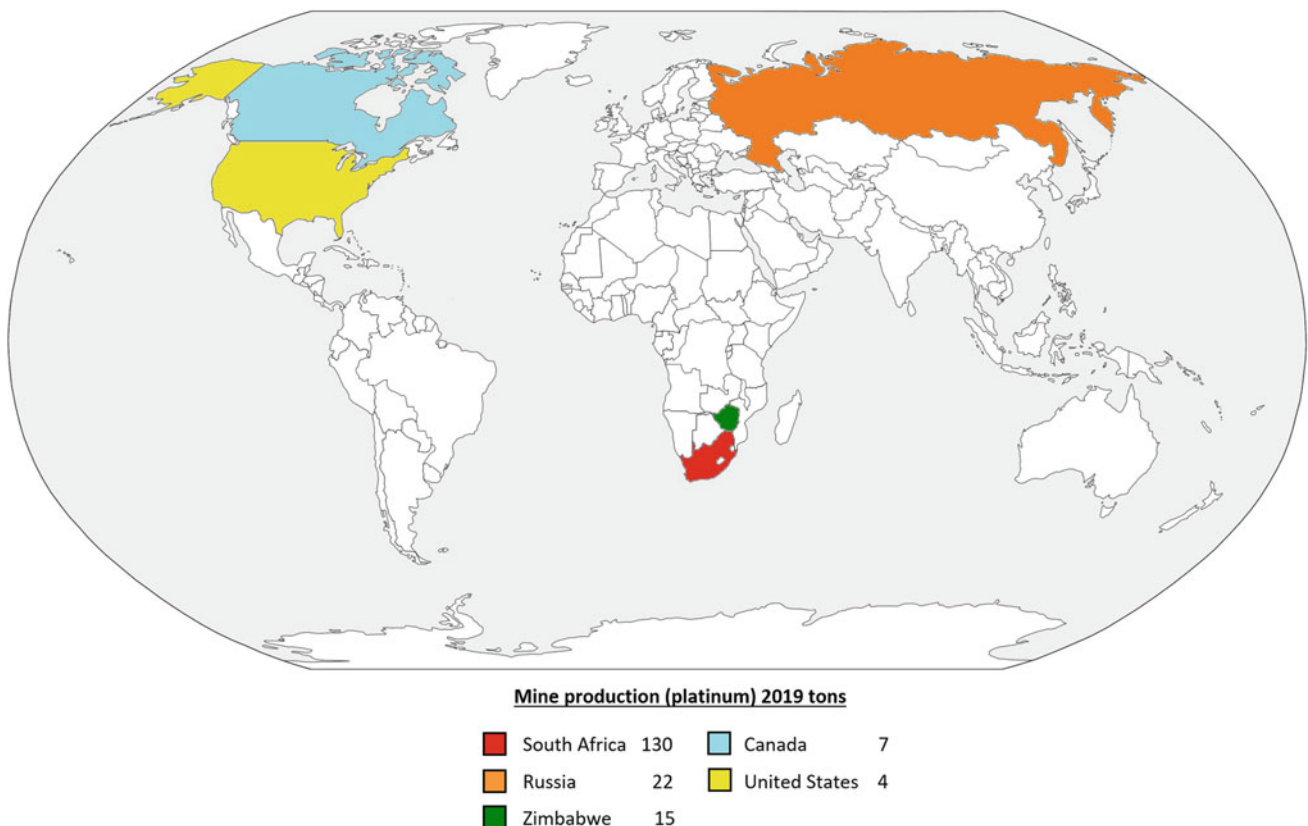 Mine production (platinum) 2019 tons
South Africa 130
Russia 22
Zimbabwe 15
Canada 7
United States 4